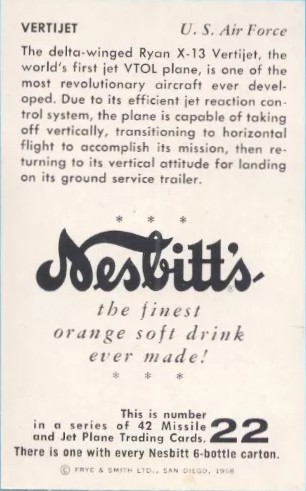 VERTIJET U. S. Air Force
The delta-winged Ryan X-13 Vertijet, the
world's first jet VTOL plane, is one of the
most revolutionary aircraft ever devel-
oped. Due to its efficient jet reaction con-
trol system, the plane is capable of taking
off vertically, transitioning to horizontal
flight to accomplish its mission, then re-
turning to its vertical attitude for landing
on its ground service trailer.
* * *
Nesbitt's
the finest
orange soft drink
ever made!
* * *
This is number
in a series of 42 Missile
and Jet Plane Trading Cards. 22
There is one with every Nesbitt 6-bottle carton.
© FRYE & SMITH LTD., SAN DIEGO, 1958